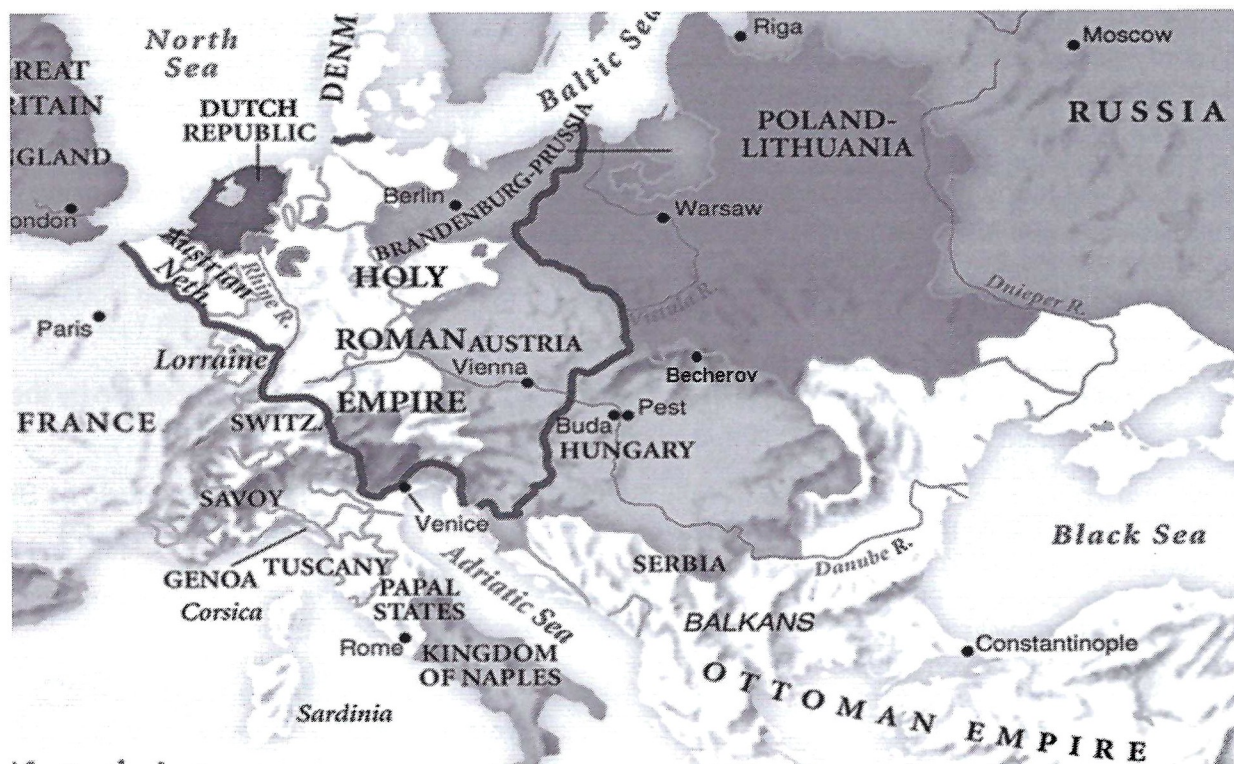 North
Sea
DENM
Baltic Sea
Riga
Moscow
REAT
RITAIN
DUTCH
REPUBLIC
POLAND-
LITHUANIA
RUSSIA
NGLAND
ondon
Berlin
BRANDENBURG-PRUSSIA
Warsaw
Austrian
Neth.
Rhine R.
HOLY
ROMAN
EMPIRE
Vistula R.
Dnieper R.
Paris
Lorraine
AUSTRIA
Vienna
Becherov
FRANCE
SWITZ.
Buda
Pest
HUNGARY
SAVOY
Venice
Adriatic Sea
SERBIA
Danube R.
Black Sea
GENOA
TUSCANY
Corsica
PAPAL
STATES
BALKANS
Rome
KINGDOM
OF NAPLES
Constantinople
OTTOMAN EMPIRE
Sardinia